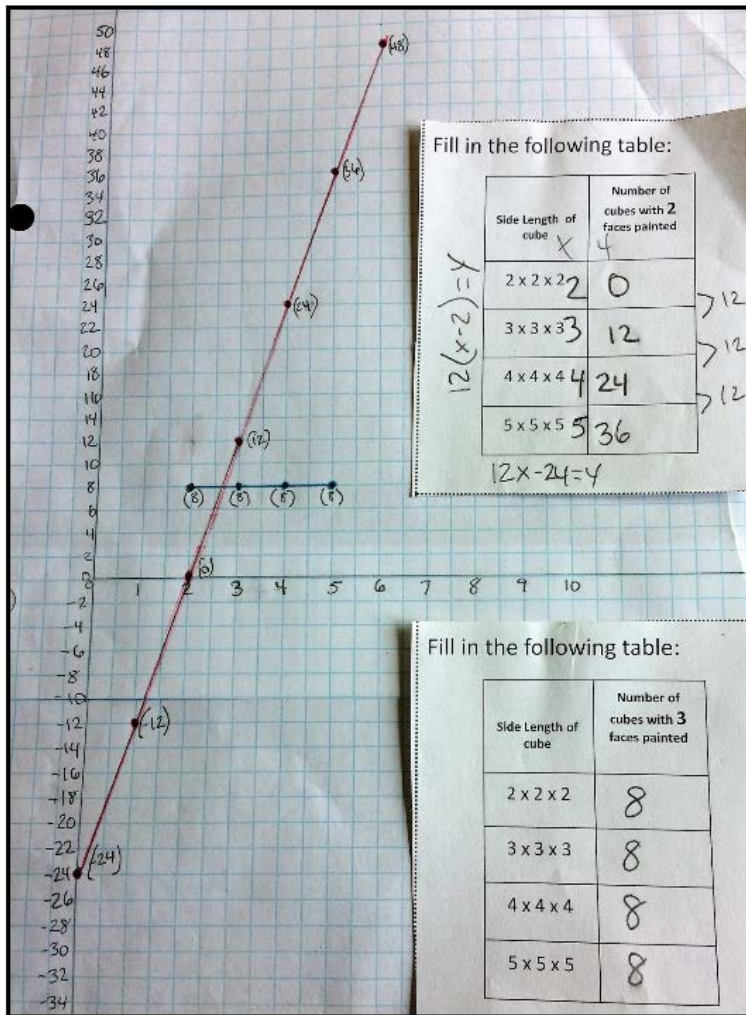 50
48
46
44
42
40
38
36
34
32
30
28
26
24
22
20
18
16
14
12
10
8
6
4
2
0
-2
-4
-6
-8
-10
-12
-14
-16
-18
-20
-22
-24
-26
-28
-30
-32
-34
1 2 3 4 5 6 7 8 9 10
(48)
(36)
(24)
(12)
(8) (8) (8) (8)
(0)
(-12)
(-24)
Fill in the following table:
Side Length of
cube x
Number of
cubes with 2
faces painted
y
2 x 2 x 2 2 0
3 x 3 x 3 3 12
4 x 4 x 4 4 24
5 x 5 x 5 5 36
12
12
12
12(x-2)=y
12x-24=y
Fill in the following table:
Side Length of
cube
Number of
cubes with 3
faces painted
2 x 2 x 2 8
3 x 3 x 3 8
4 x 4 x 4 8
5 x 5 x 5 8